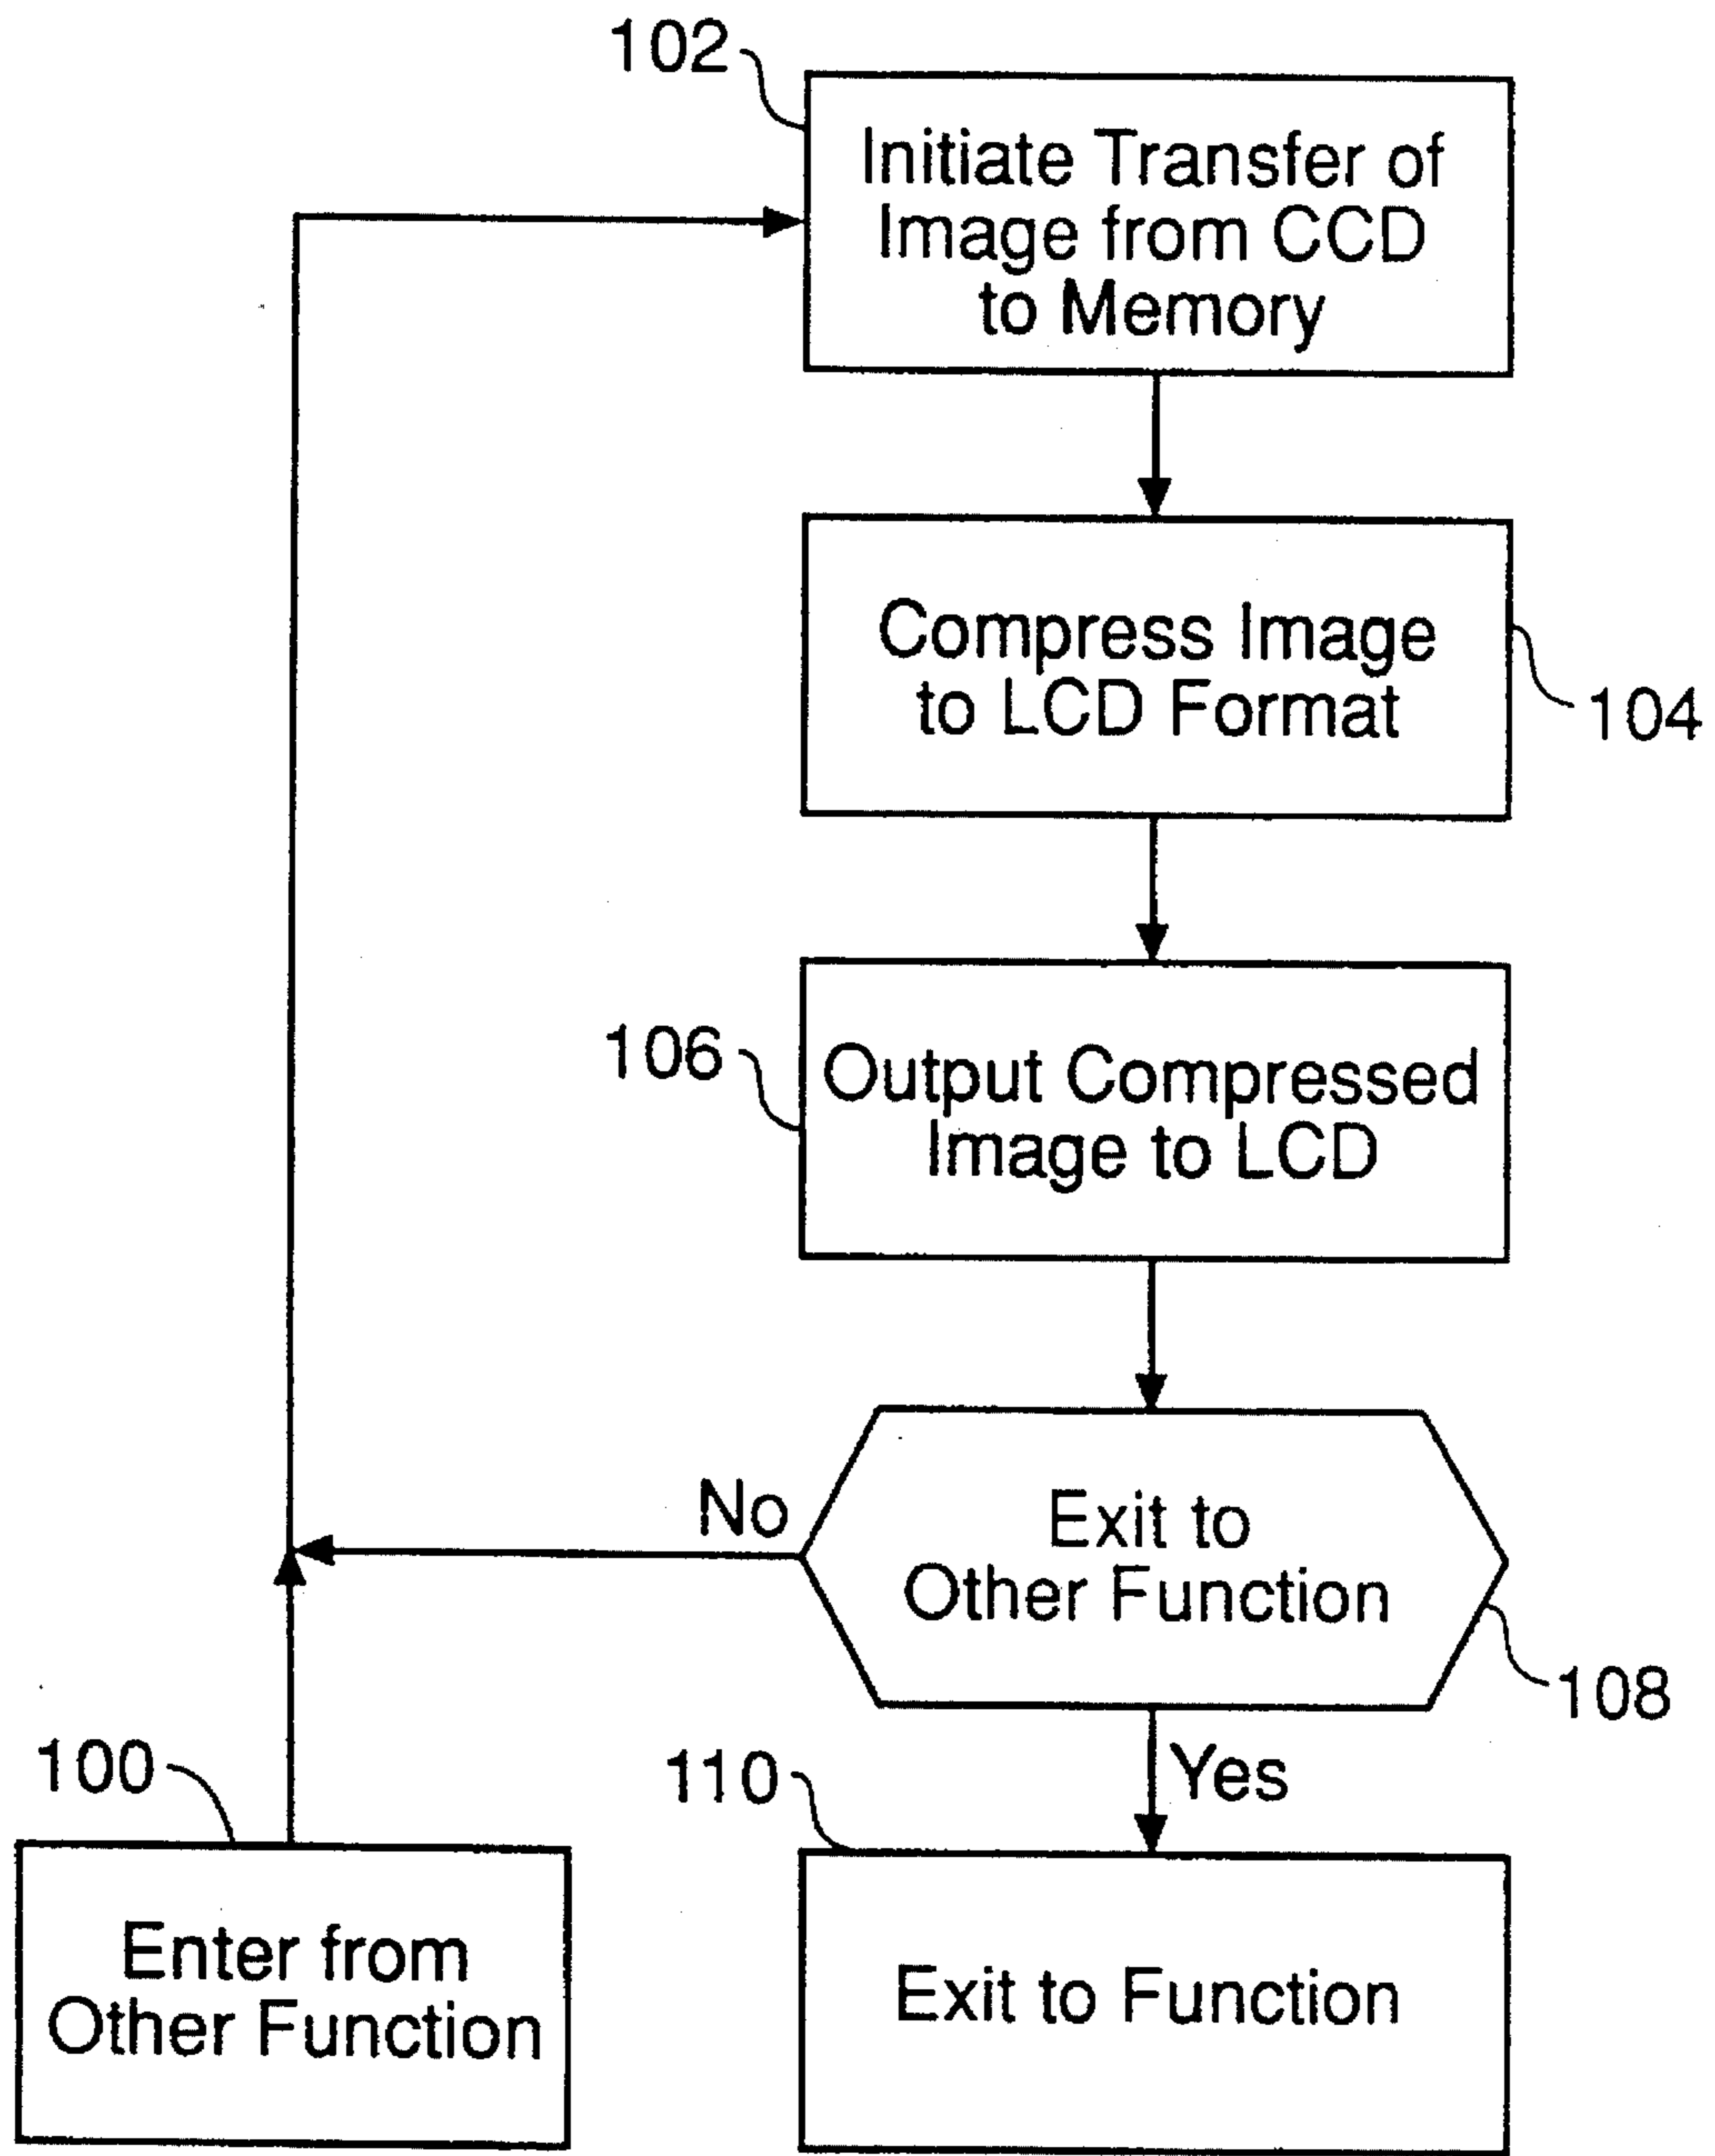 102
Initiate Transfer of
Image from CCD
to Memory
Compress Image
to LCD Format
104
106
Output Compressed
Image to LCD
No
Exit to
Other Function
108
100
110
Yes
Enter from
Other Function
Exit to Function